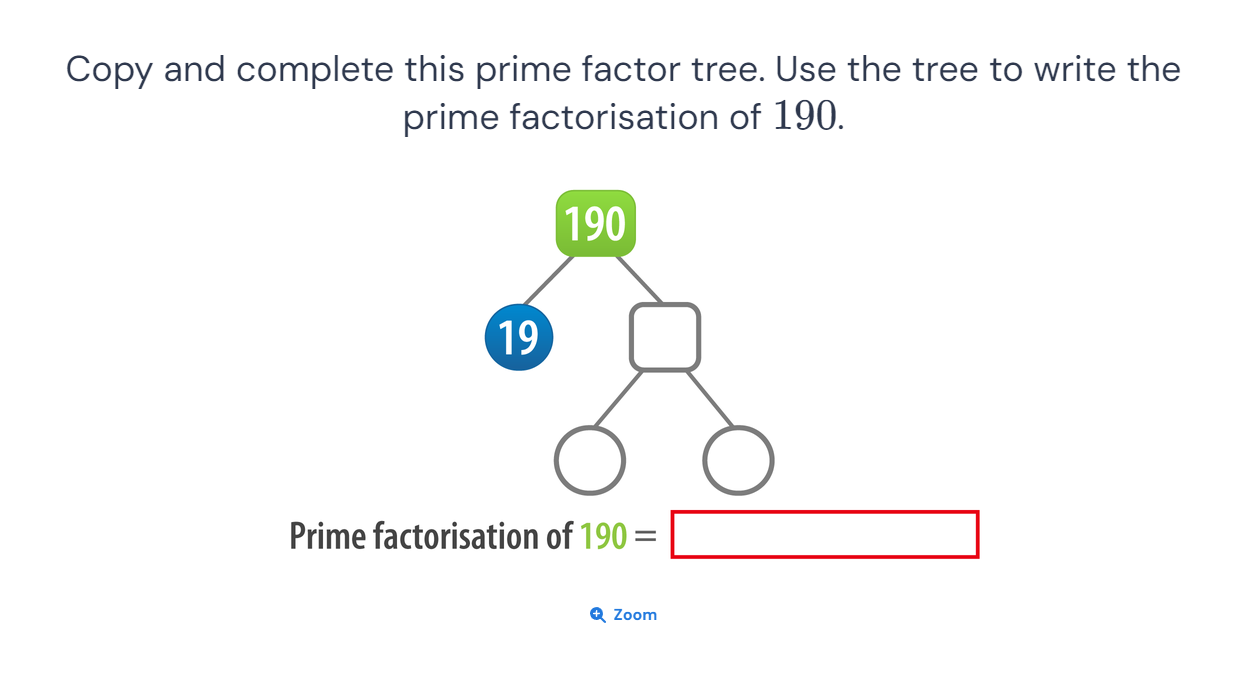 Copy and complete this prime factor tree. Use the tree to write the
prime factorisation of 190.
190
19
Prime factorisation of 190 =
Zoom